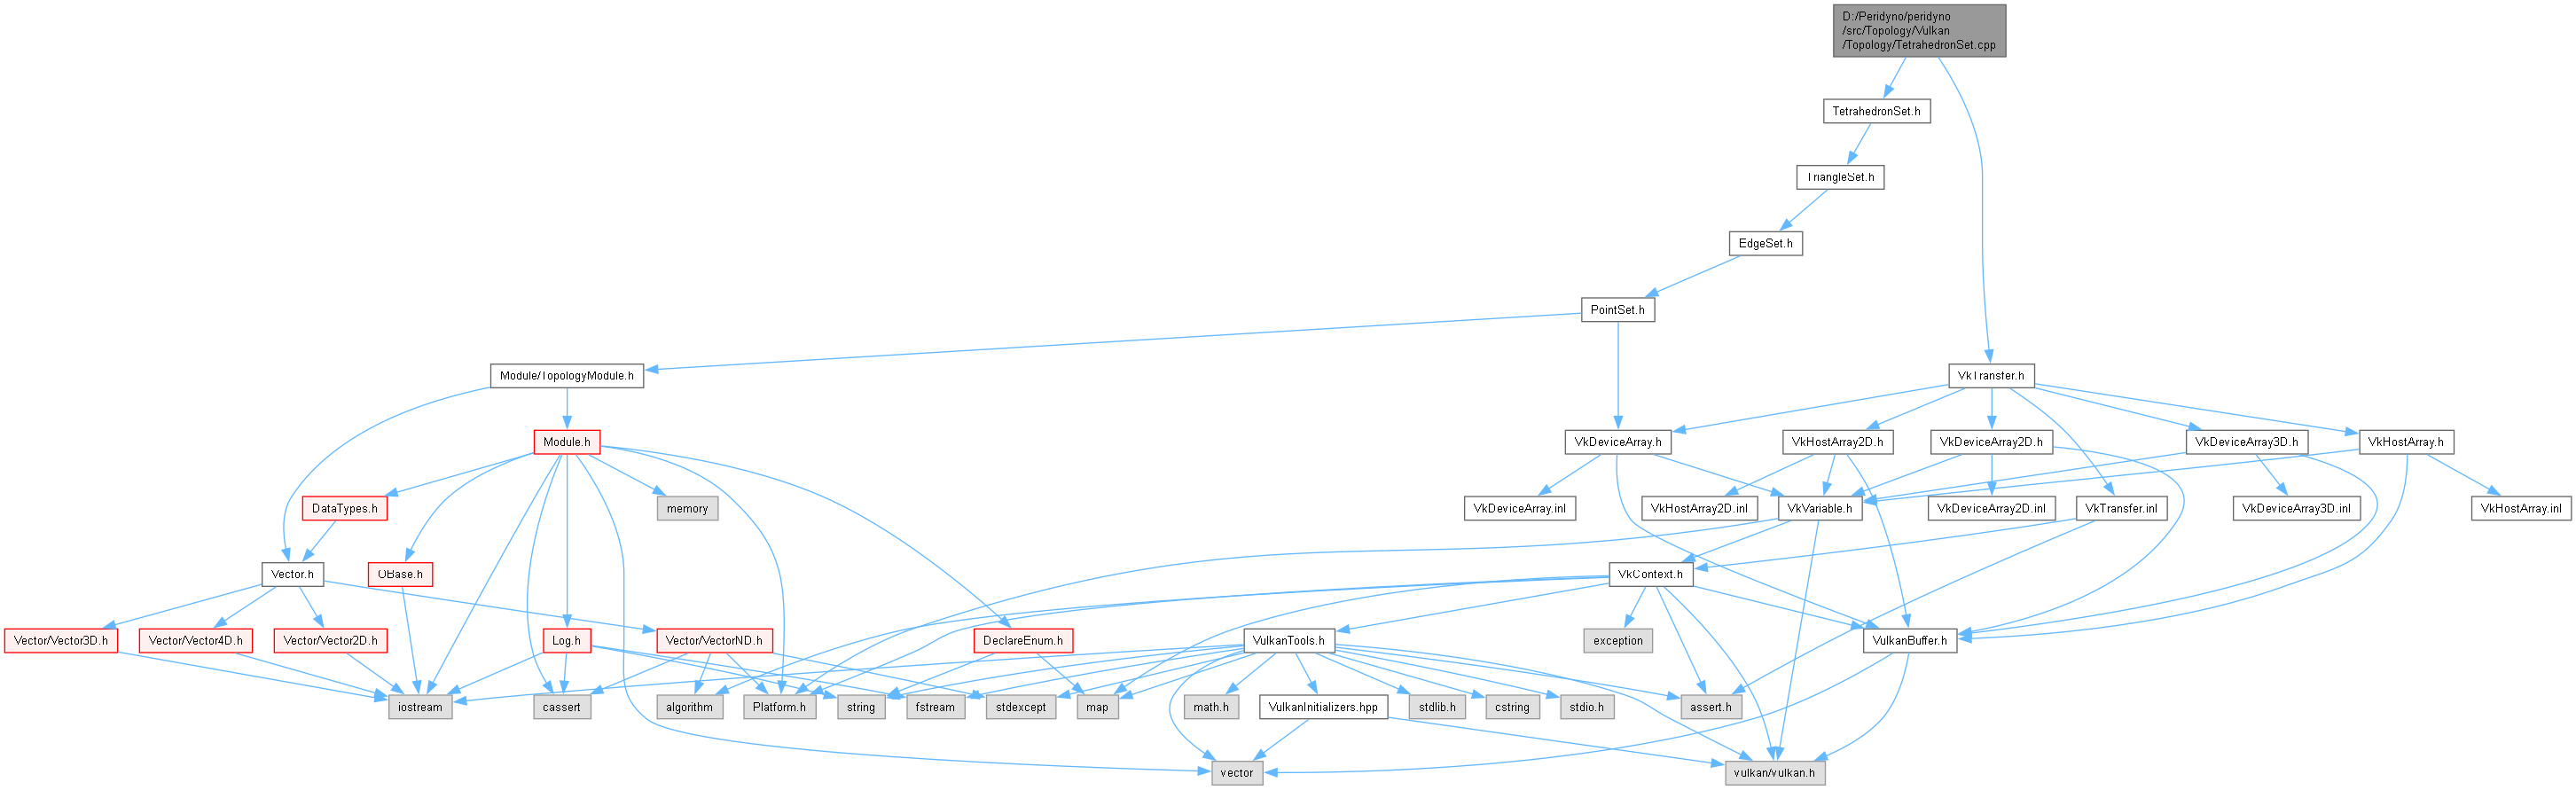 D:/Peridyno/peridyno
/src/Topology/Vulkan
/Topology/TetrahedronSet.cpp
TetrahedronSet.h
TriangleSet.h
EdgeSet.h
PointSet.h
Module/TopologyModule.h
VkTransfer.h
Module.h
VkDeviceArray.h
VkHostArray2D.h
VkDeviceArray2D.h
VkDeviceArray3D.h
VkHostArray.h
DataTypes.h
memory
VkDeviceArray.inl
VkHostArray2D.inl
VkVariable.h
VkDeviceArray2D.inl
VkTransfer.inl
VkDeviceArray3D.inl
VkHostArray.inl
Vector.h
OBase.h
VkContext.h
Vector/Vector3D.h
Vector/Vector4D.h
Vector/Vector2D.h
Log.h
Vector/VectorND.h
DeclareEnum.h
VulkanTools.h
exception
VulkanBuffer.h
iostream
cassert
algorithm
Platform.h
string
fstream
stdexcept
map
math.h
VulkanInitializers.hpp
stdlib.h
cstring
stdio.h
assert.h
vector
vulkan/vulkan.h